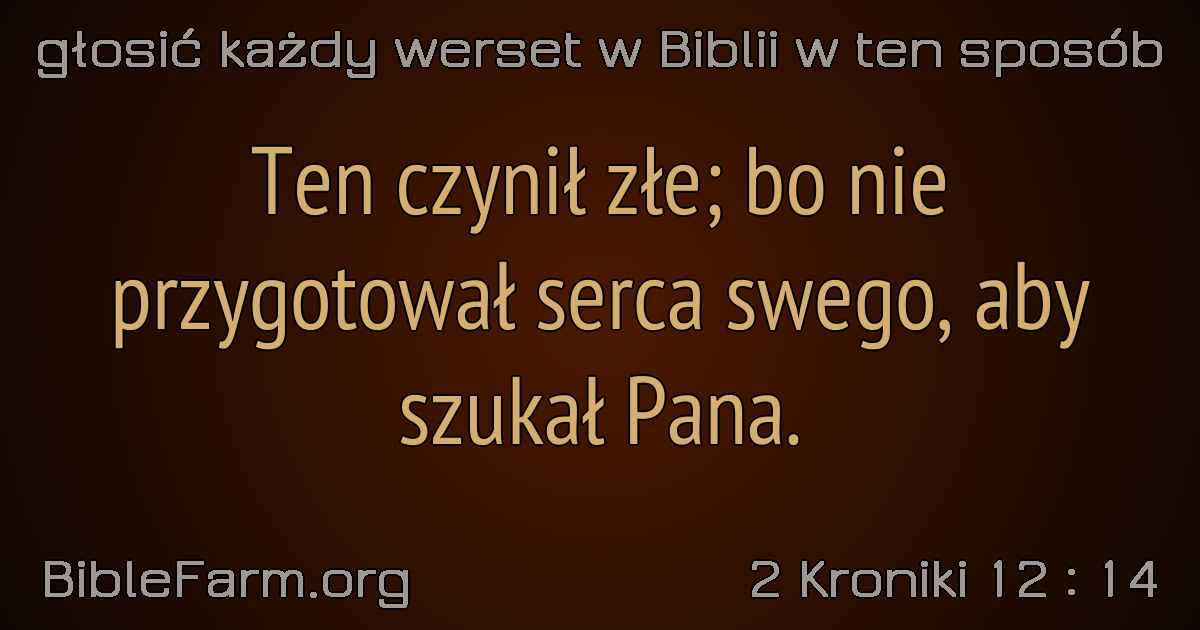 głosić każdy werset w Biblii w ten sposób
Ten czynił złe; bo nie
przygotował serca swego, aby
szukał Pana.
BibleFarm.org
2 Kroniki 12 : 14